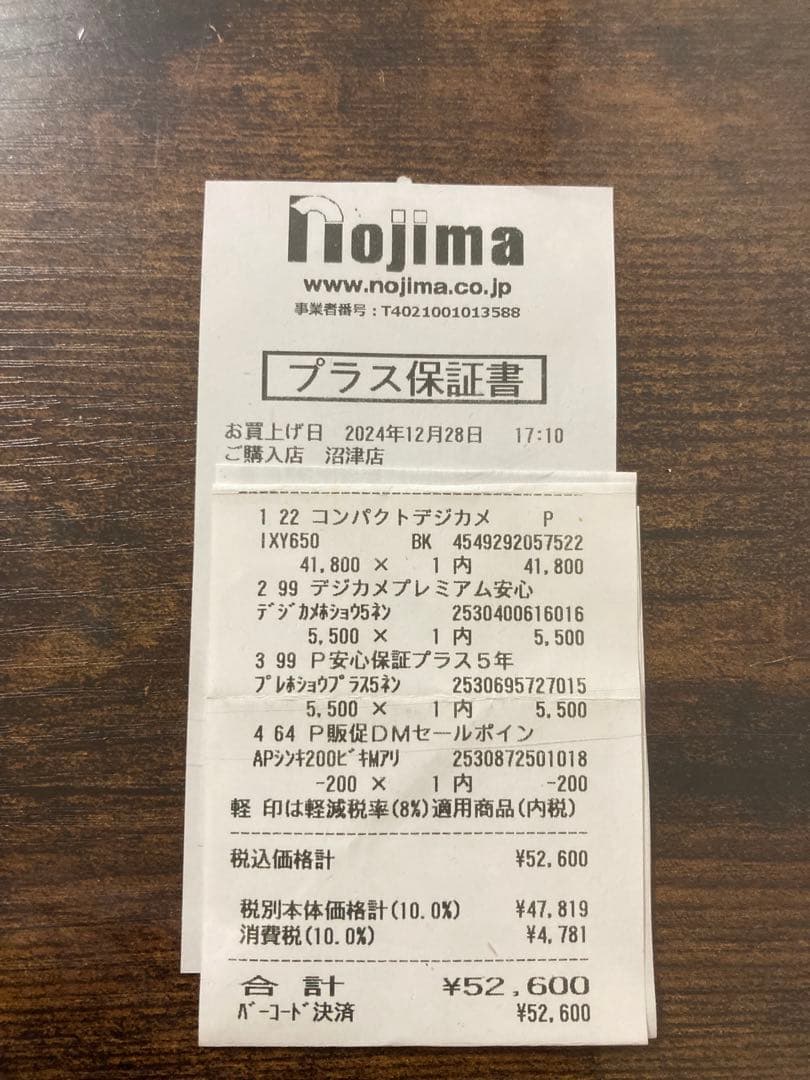 nojima
www.nojima.co.jp
事業者番号：T4021001013588
プラス保証書
お買上げ日 2024年12月28日 17:10
ご購入店 沼津店
1 22 コンパクトデジカメ P
IXY650 BK 4549292057522
41,800 × 1 内 41,800
2 99 デジカメプレミアム安心
ﾃﾞｼﾞｶﾒﾎｼｮｳ5ﾈﾝ 2530400616016
5,500 × 1 内 5,500
3 99 P安心保証プラス5年
ﾌﾟﾚﾎｼｮｳﾌﾟﾗｽ5ﾈﾝ 2530695727015
5,500 × 1 内 5,500
4 64 P販促DMセールポイン
APｼﾝｷ200ﾋﾞｷMｱﾘ 2530872501018
-200 × 1 内 -200
軽 印は軽減税率(8%)適用商品(内税)
税込価格計 ¥52,600
税別本体価格計(10.0%) ¥47,819
消費税(10.0%) ¥4,781
合計 ¥52,600
ﾊﾞｰｺｰﾄﾞ決済 ¥52,600